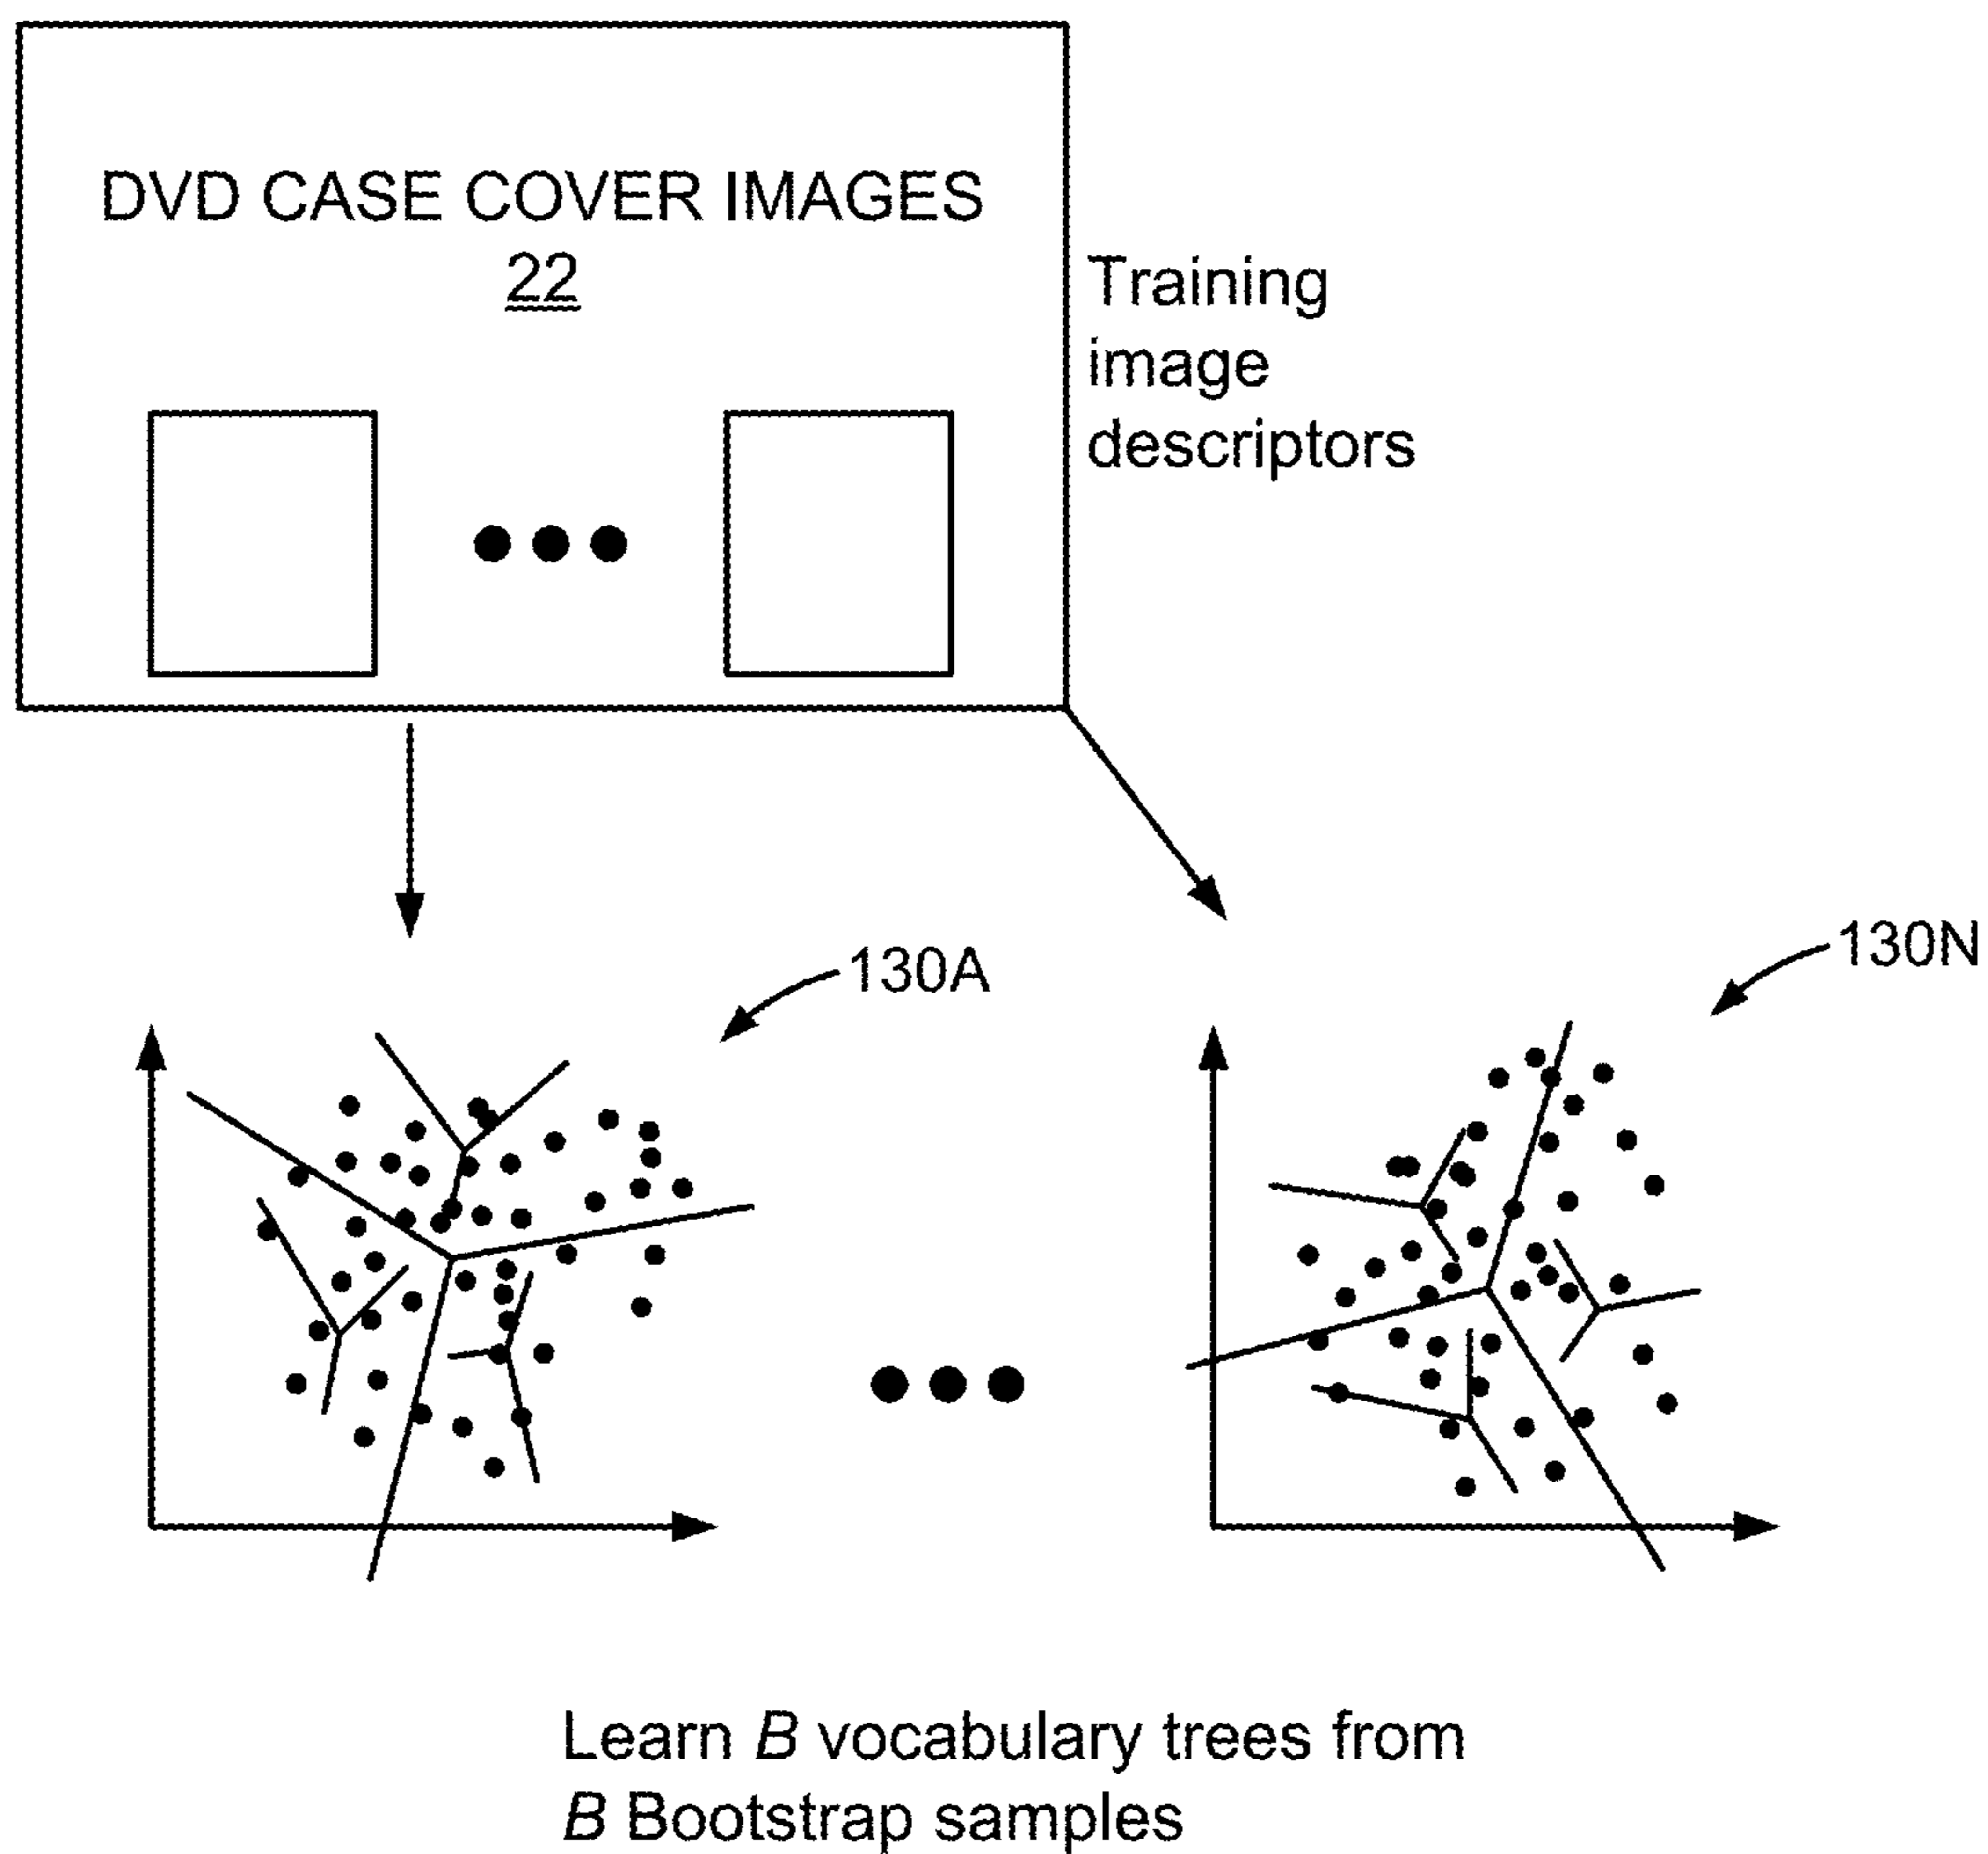 DVD CASE COVER IMAGES
22
Training
image
descriptors
130A
130N
Learn B vocabulary trees from
B Bootstrap samples